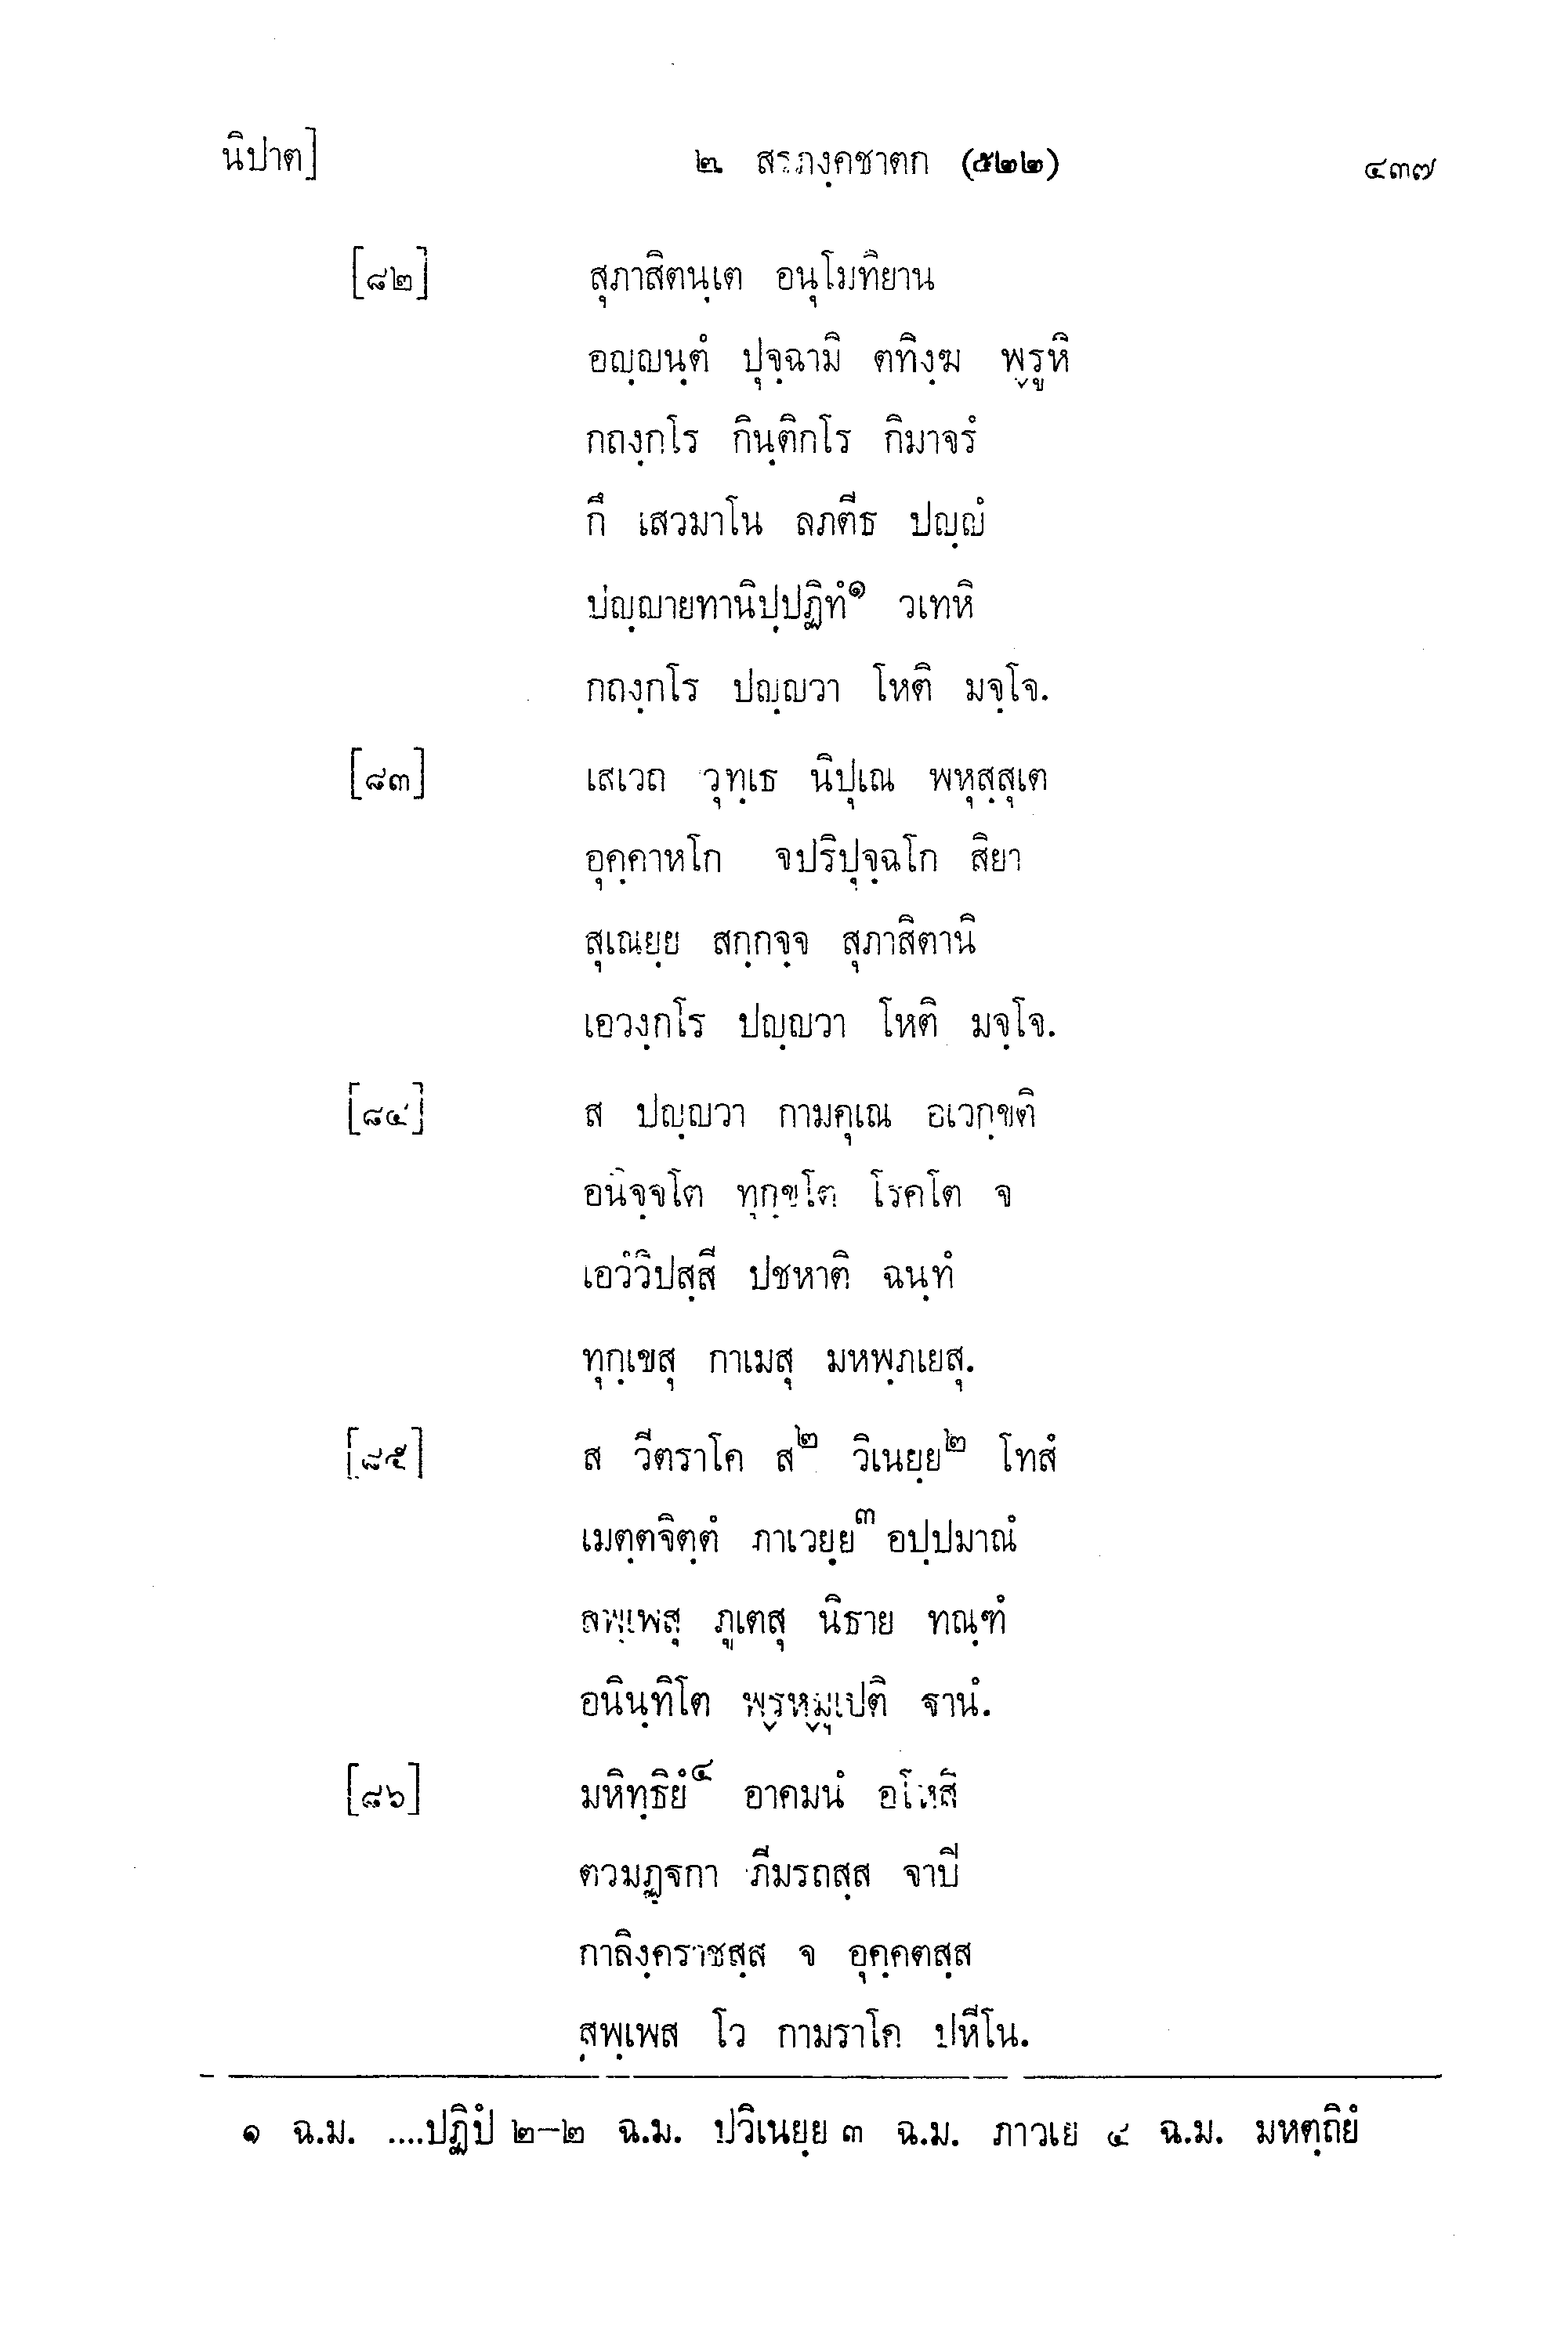 นิปาต] ๒ สรภงฺคชาตก (๕๒๒) ๔๓๗
[๘๒] สุภาสิตนฺเต อนุโมทิยาน
อญฺญนฺตํ ปุจฺฉามิ ตทิงฺฆ พฺรูหิ
กถงฺกโร กินฺติกโร กิมาจรํ
กึ เสวมาโน ลภตีธ ปญฺญํ
ปญฺญายทานิปฺปฏิทํ๑ วเทหิ
กถงฺกโร ปญฺญวา โหติ มจฺโจ.
[๘๓] เสเวถ วุทฺเธ นิปุเณ พหุสฺสุเต
อุคฺคาหโก จปริปุจฺฉโก สิยา
สุเณยฺย สกฺกจฺจ สุภาสิตานิ
เอวงฺกโร ปญฺญวา โหติ มจฺโจ.
[๘๔] ส ปญฺญวา กามคุเณ อเวกฺขติ
อนิจฺจโต ทุกฺขโต โรคโต จ
เอวํวิปสฺสี ปชหาติ ฉนฺทํ
ทุกฺเขสุ กาเมสุ มหพฺภเยสุ.
[๘๕] ส วีตราโค ส๒ วิเนยฺย๒ โทสํ
เมตฺตจิตฺตํ ภาเวยฺย๓ อปฺปมาณํ
สพฺเพสุ ภูเตสุ นิธาย ทณฺฑํ
อนินฺทิโต พฺรหฺมุเปติ ฐานํ.
[๘๖] มหิทฺธิยํ๔ อาคมนํ อโหสิ
ตวมฏฺฐกา ภีมรถสฺส จาปิ
กาลิงฺคราชสฺส จ อุคฺคตสฺส
สพฺเพส โว กามราโค ปหีโน.
๑ ฉ.ม. ....ปฏิปํ ๒–๒ ฉ.ม. ปวิเนยฺย ๓ ฉ.ม. ภาวเย ๔ ฉ.ม. มหตฺถิยํ